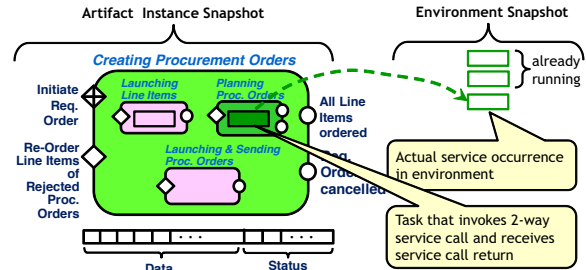 Artifact Instance Snapshot
Environment Snapshot
Creating Procurement Orders
already
running
Initiate
Req.
Order
Launching
Line Items
Planning
Proc. Orders
All Line
Items
ordered
Re-Order
Line Items
of
Rejected
Proc.
Orders
Launching & Sending
Proc. Orders
cancelled
Actual service occurrence
in environment
Task that invokes 2-way
service call and receives
service call return
Data
Status